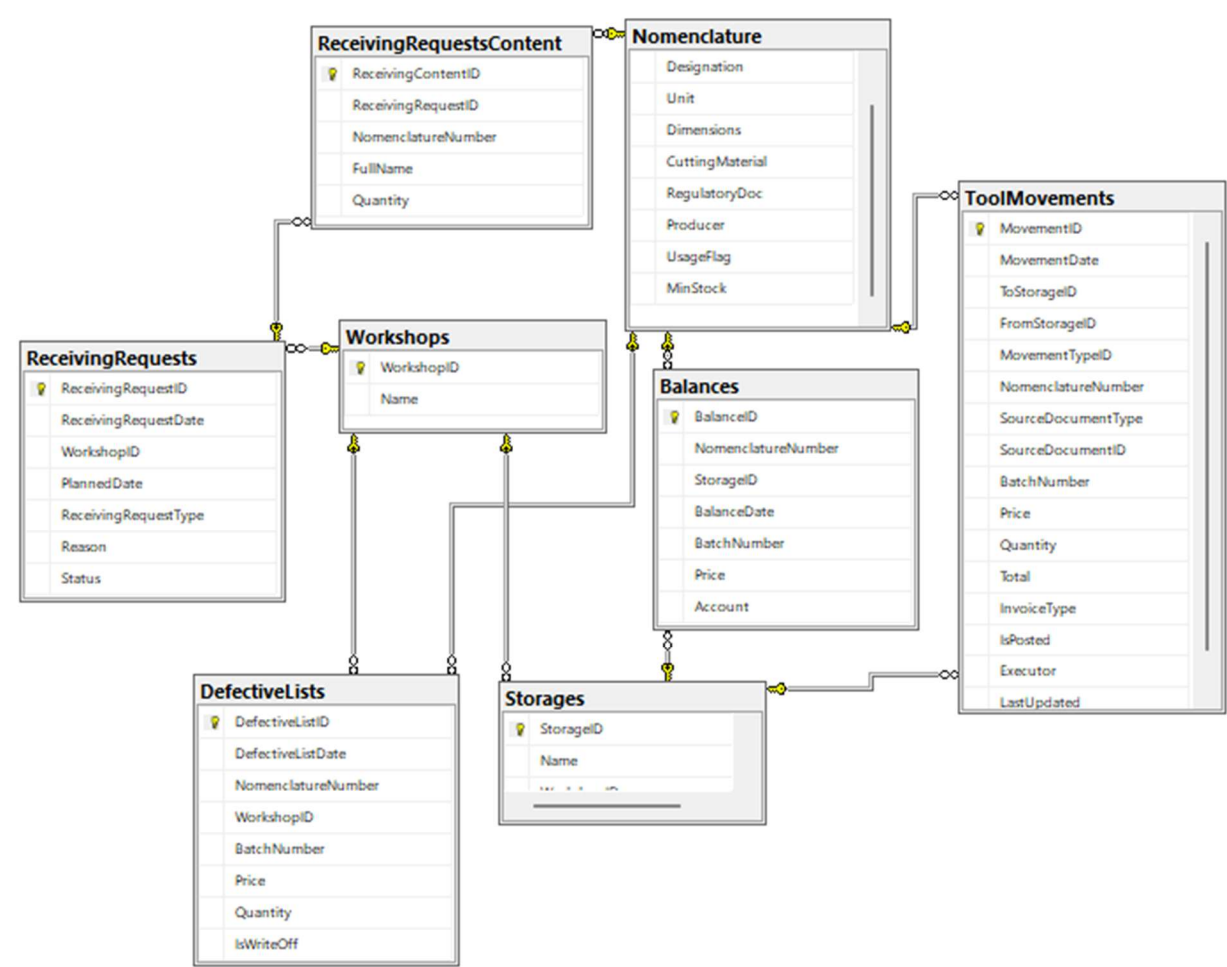 ReceivingRequestsContent
ReceivingContentID
ReceivingRequestID
NomenclatureNumber
FullName
Quantity
Nomenclature
Designation
Unit
Dimensions
CuttingMaterial
RegulatoryDoc
Producer
UsageFlag
MinStock
ToolMovements
MovementID
MovementDate
ToStorageID
FromStorageID
MovementTypeID
NomenclatureNumber
SourceDocumentType
SourceDocumentID
BatchNumber
Price
Quantity
Total
InvoiceType
IsPosted
Executor
LastUpdated
ReceivingRequests
ReceivingRequestID
ReceivingRequestDate
WorkshopID
PlannedDate
ReceivingRequestType
Reason
Status
Workshops
WorkshopID
Name
Balances
BalanceID
NomenclatureNumber
StorageID
BalanceDate
BatchNumber
Price
Account
DefectiveLists
DefectiveListID
DefectiveListDate
NomenclatureNumber
WorkshopID
BatchNumber
Price
Quantity
IsWriteOff
Storages
StorageID
Name